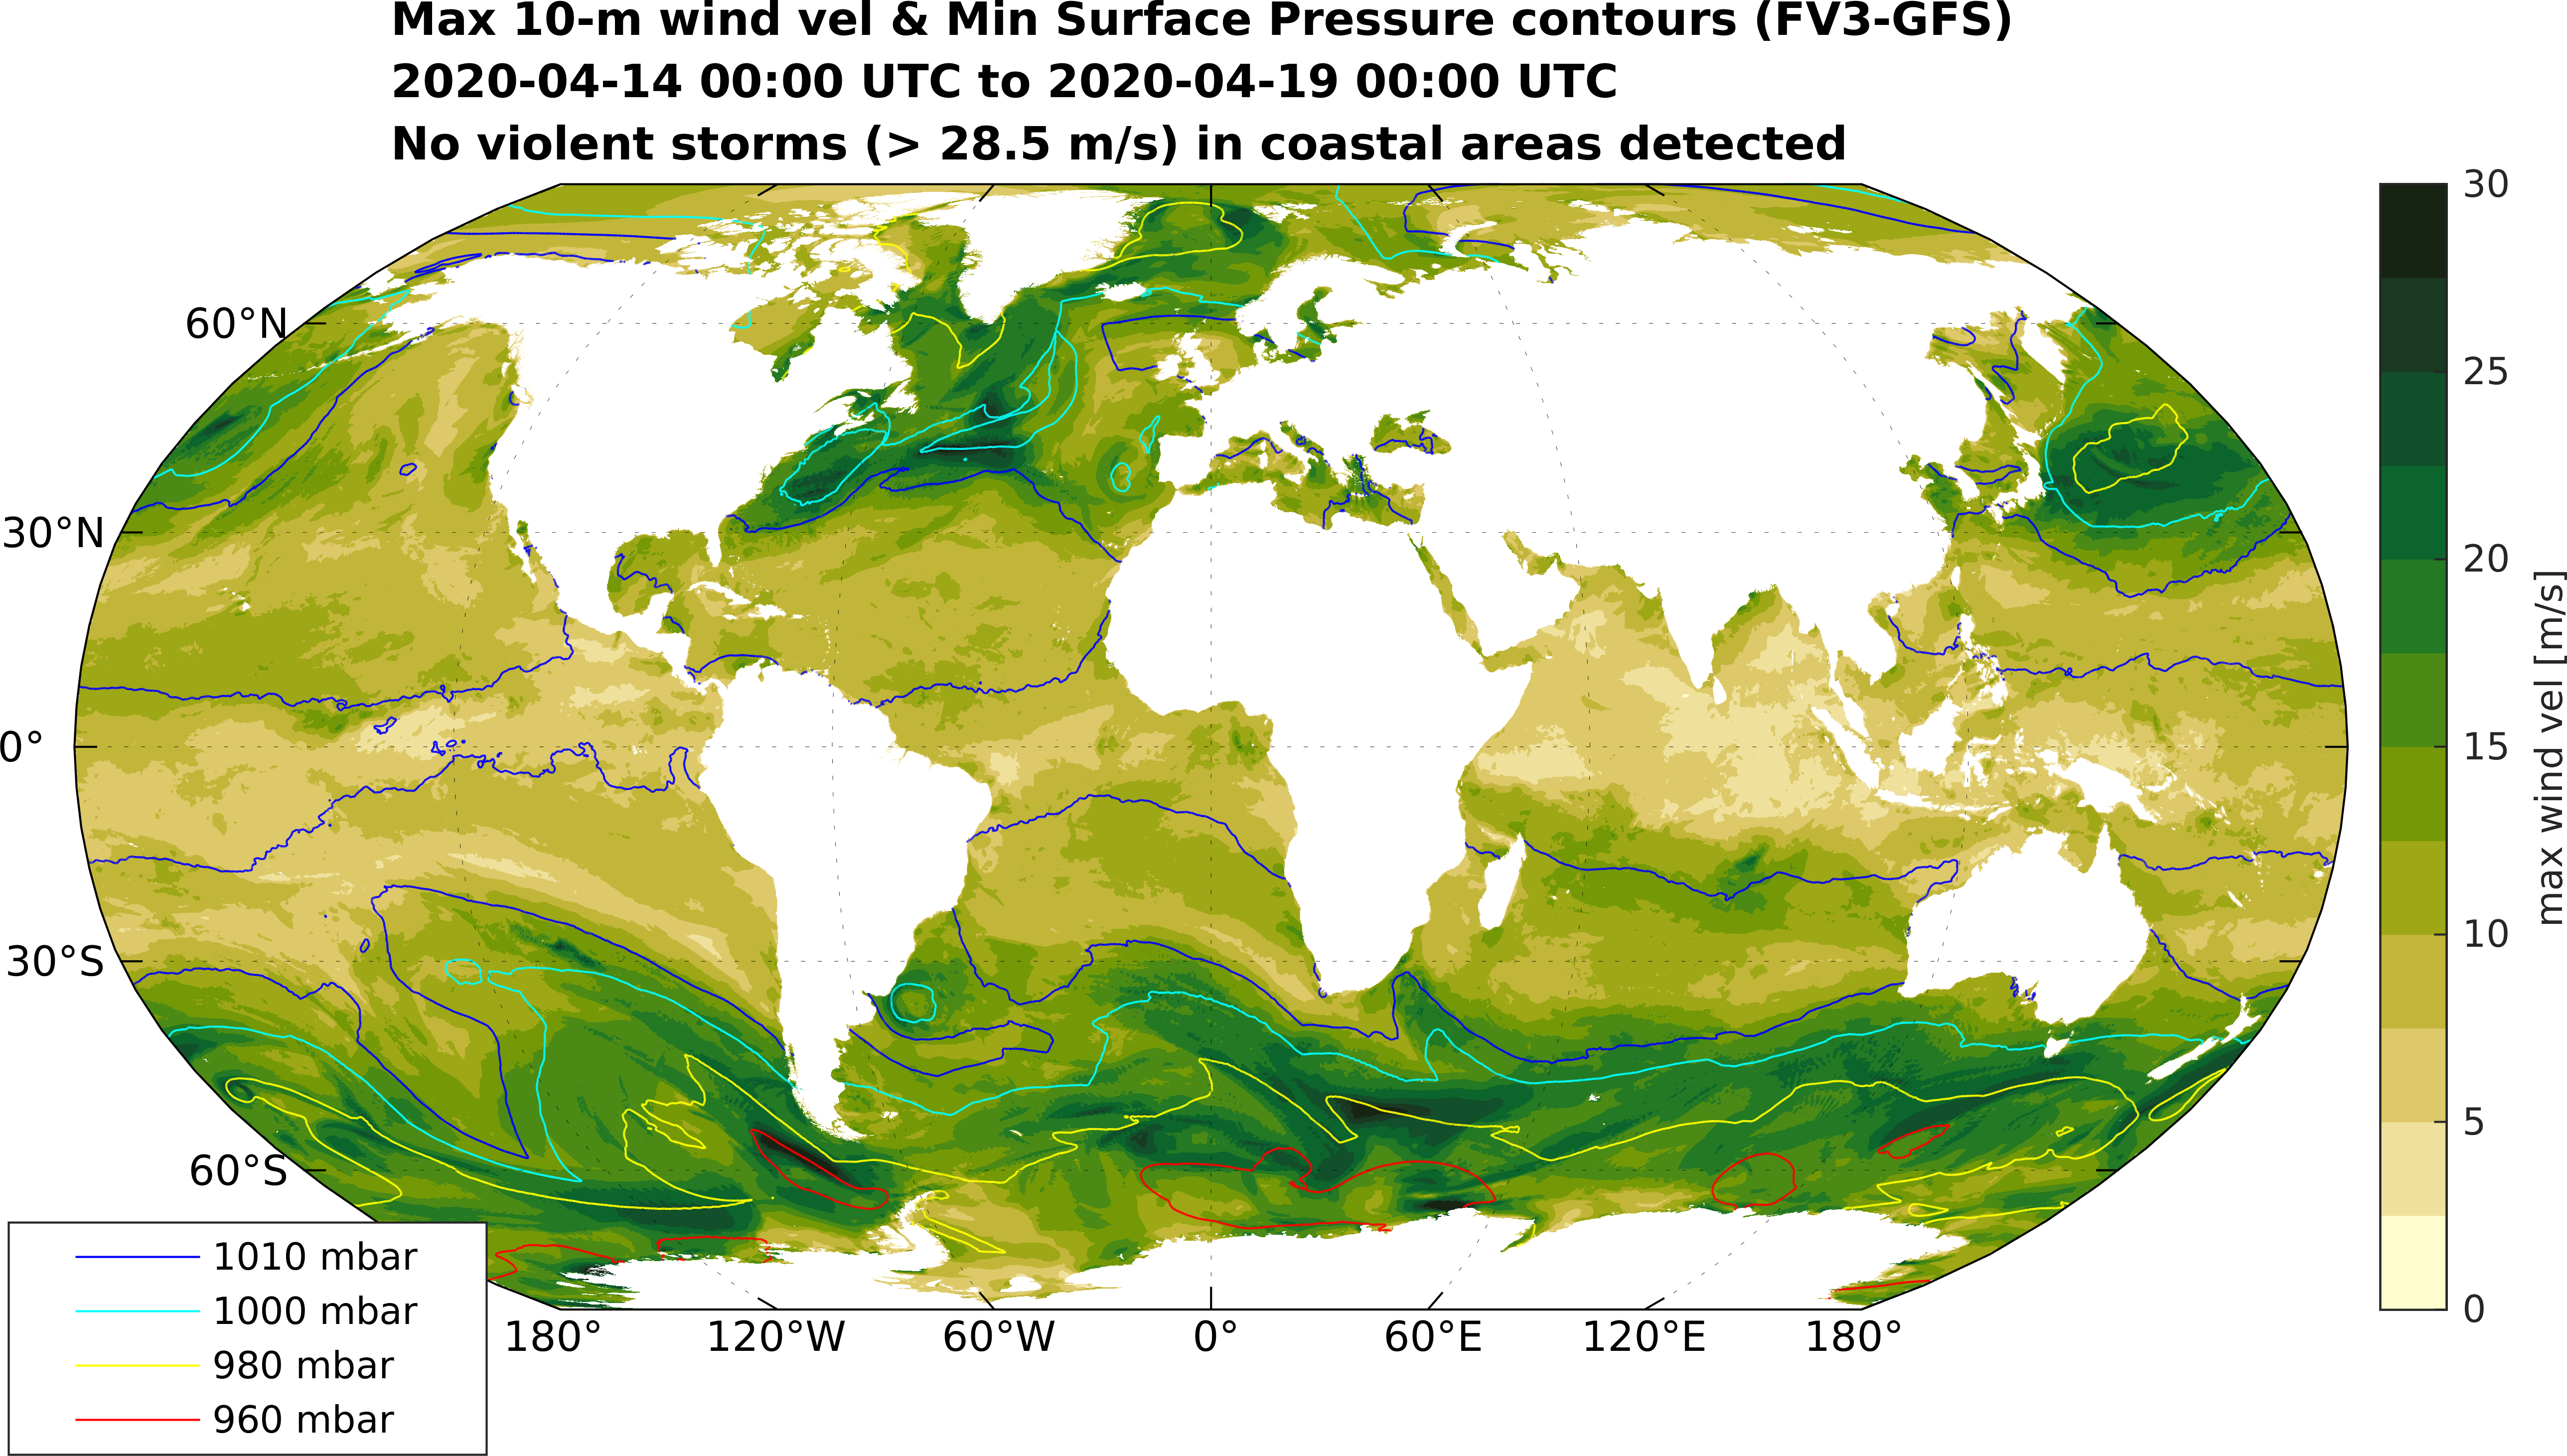 Max 10-m wind vel & Min Surface Pressure contours (FV3-GFS)
2020-04-14 00:00 UTC to 2020-04-19 00:00 UTC
No violent storms (> 28.5 m/s) in coastal areas detected
60°N
30°N
0°
30°S
60°S
180°
120°W
60°W
0°
60°E
120°E
180°
1010 mbar
1000 mbar
980 mbar
960 mbar
30
25
20
15
10
5
0
max wind vel [m/s]